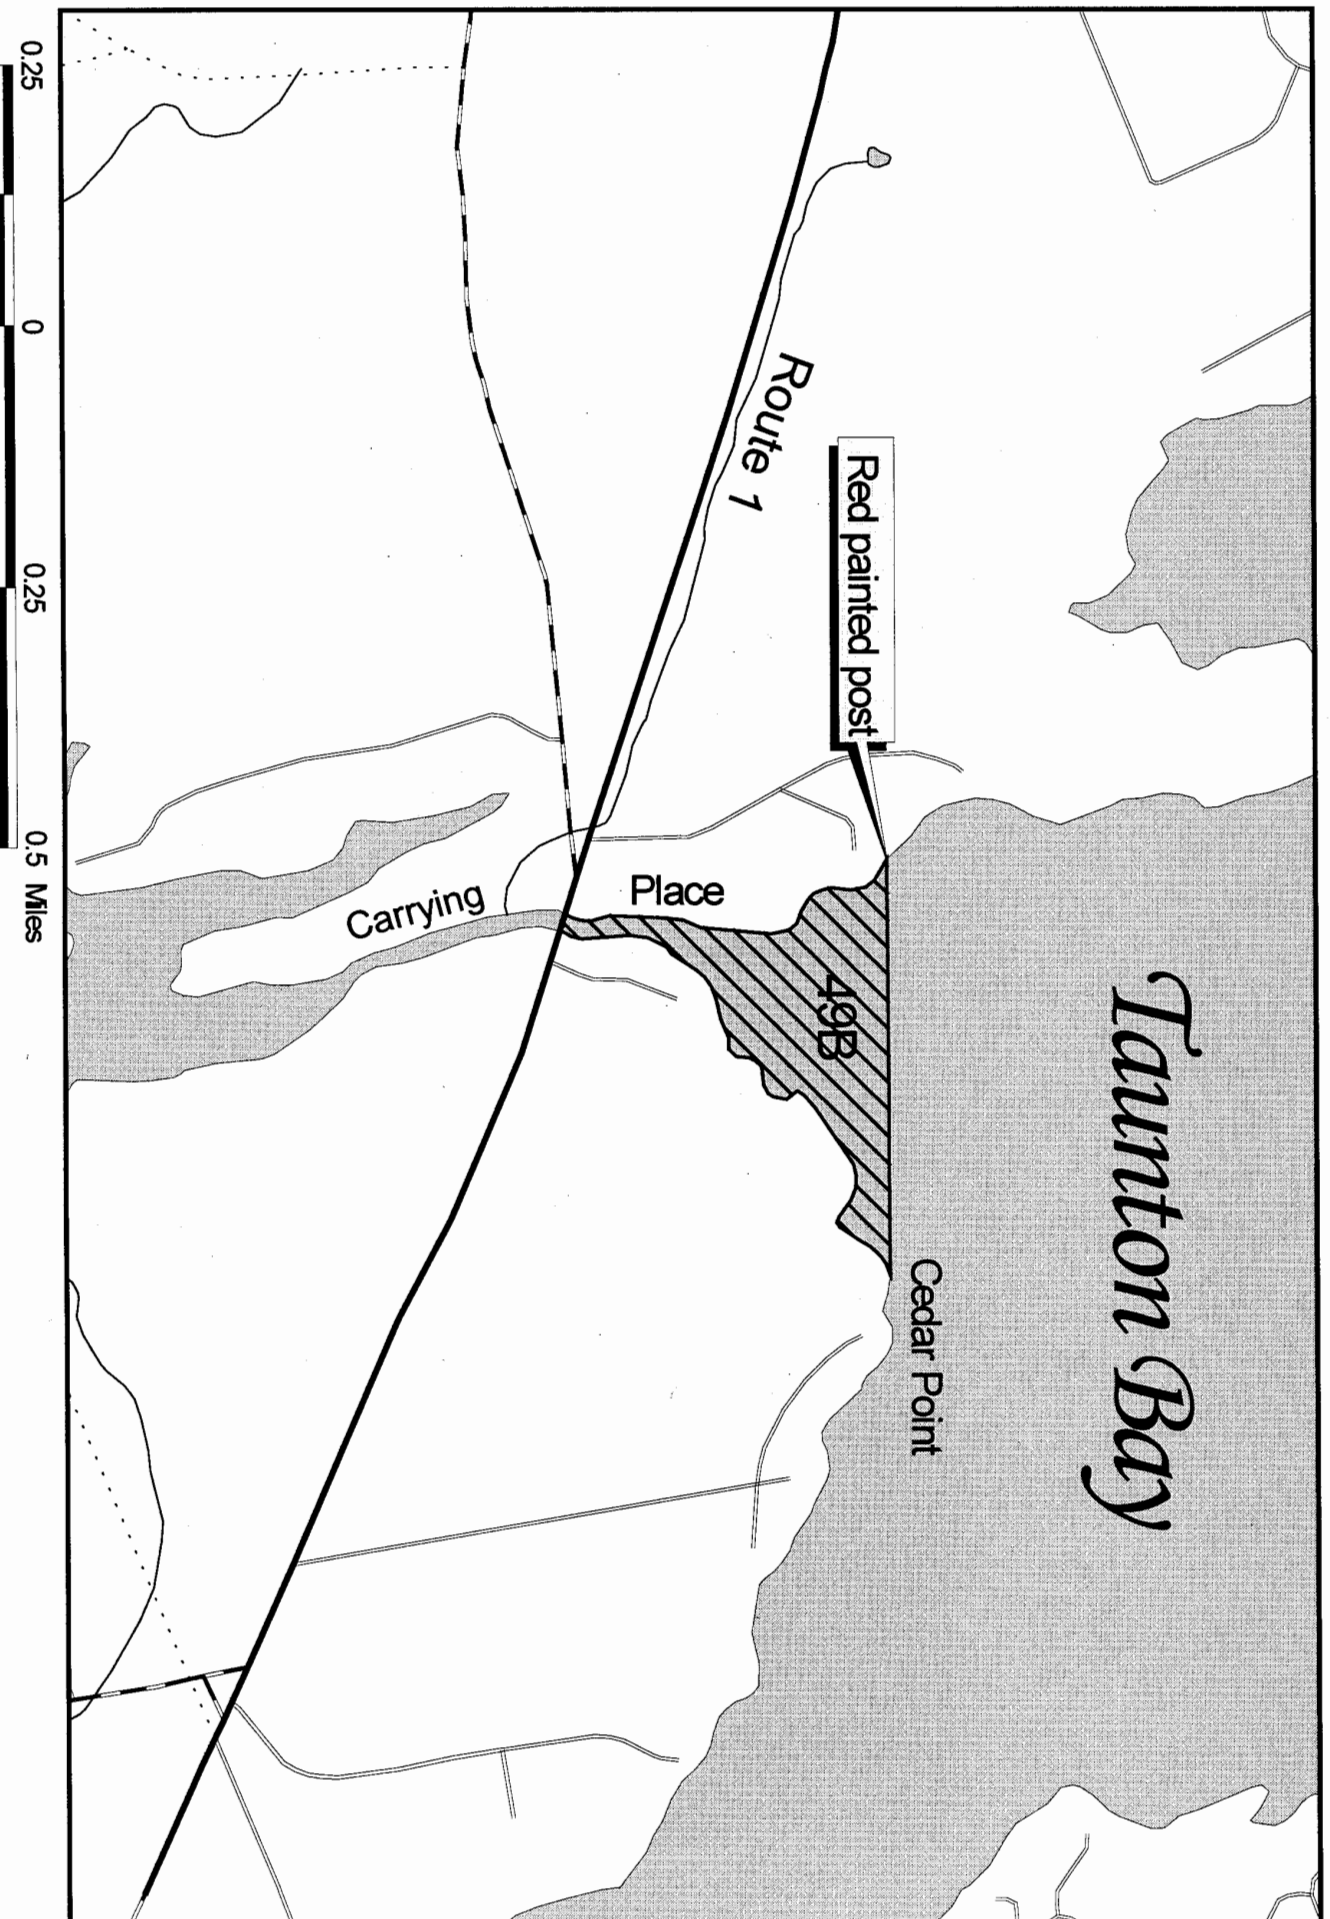 Taunton Bay
Cedar Point
Red painted post
49B
Route 1
Place
Carrying
0.25 0 0.25 0.5 Miles